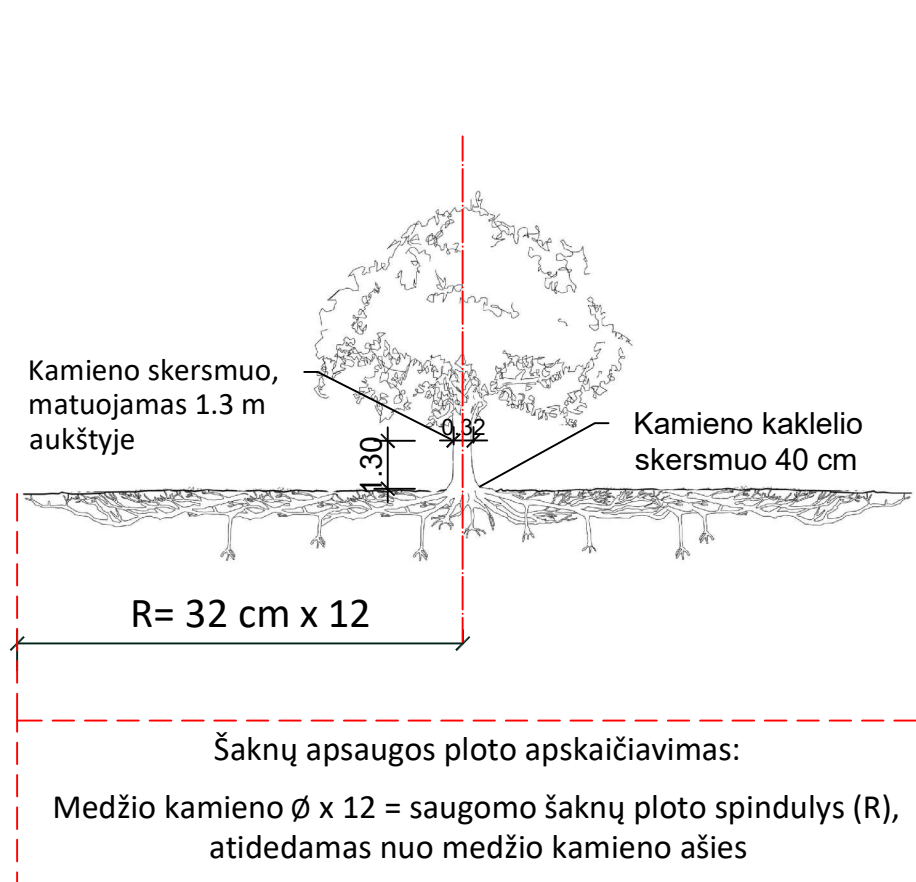 Kamieno skersmuo,
matuojamas 1.3 m
aukštyje
0,32
1.30
Kamieno kaklelio
skersmuo 40 cm
R= 32 cm x 12
Šaknų apsaugos ploto apskaičiavimas:
Medžio kamieno Ø x 12 = saugomo šaknų ploto spindulys (R),
atidedamas nuo medžio kamieno ašies